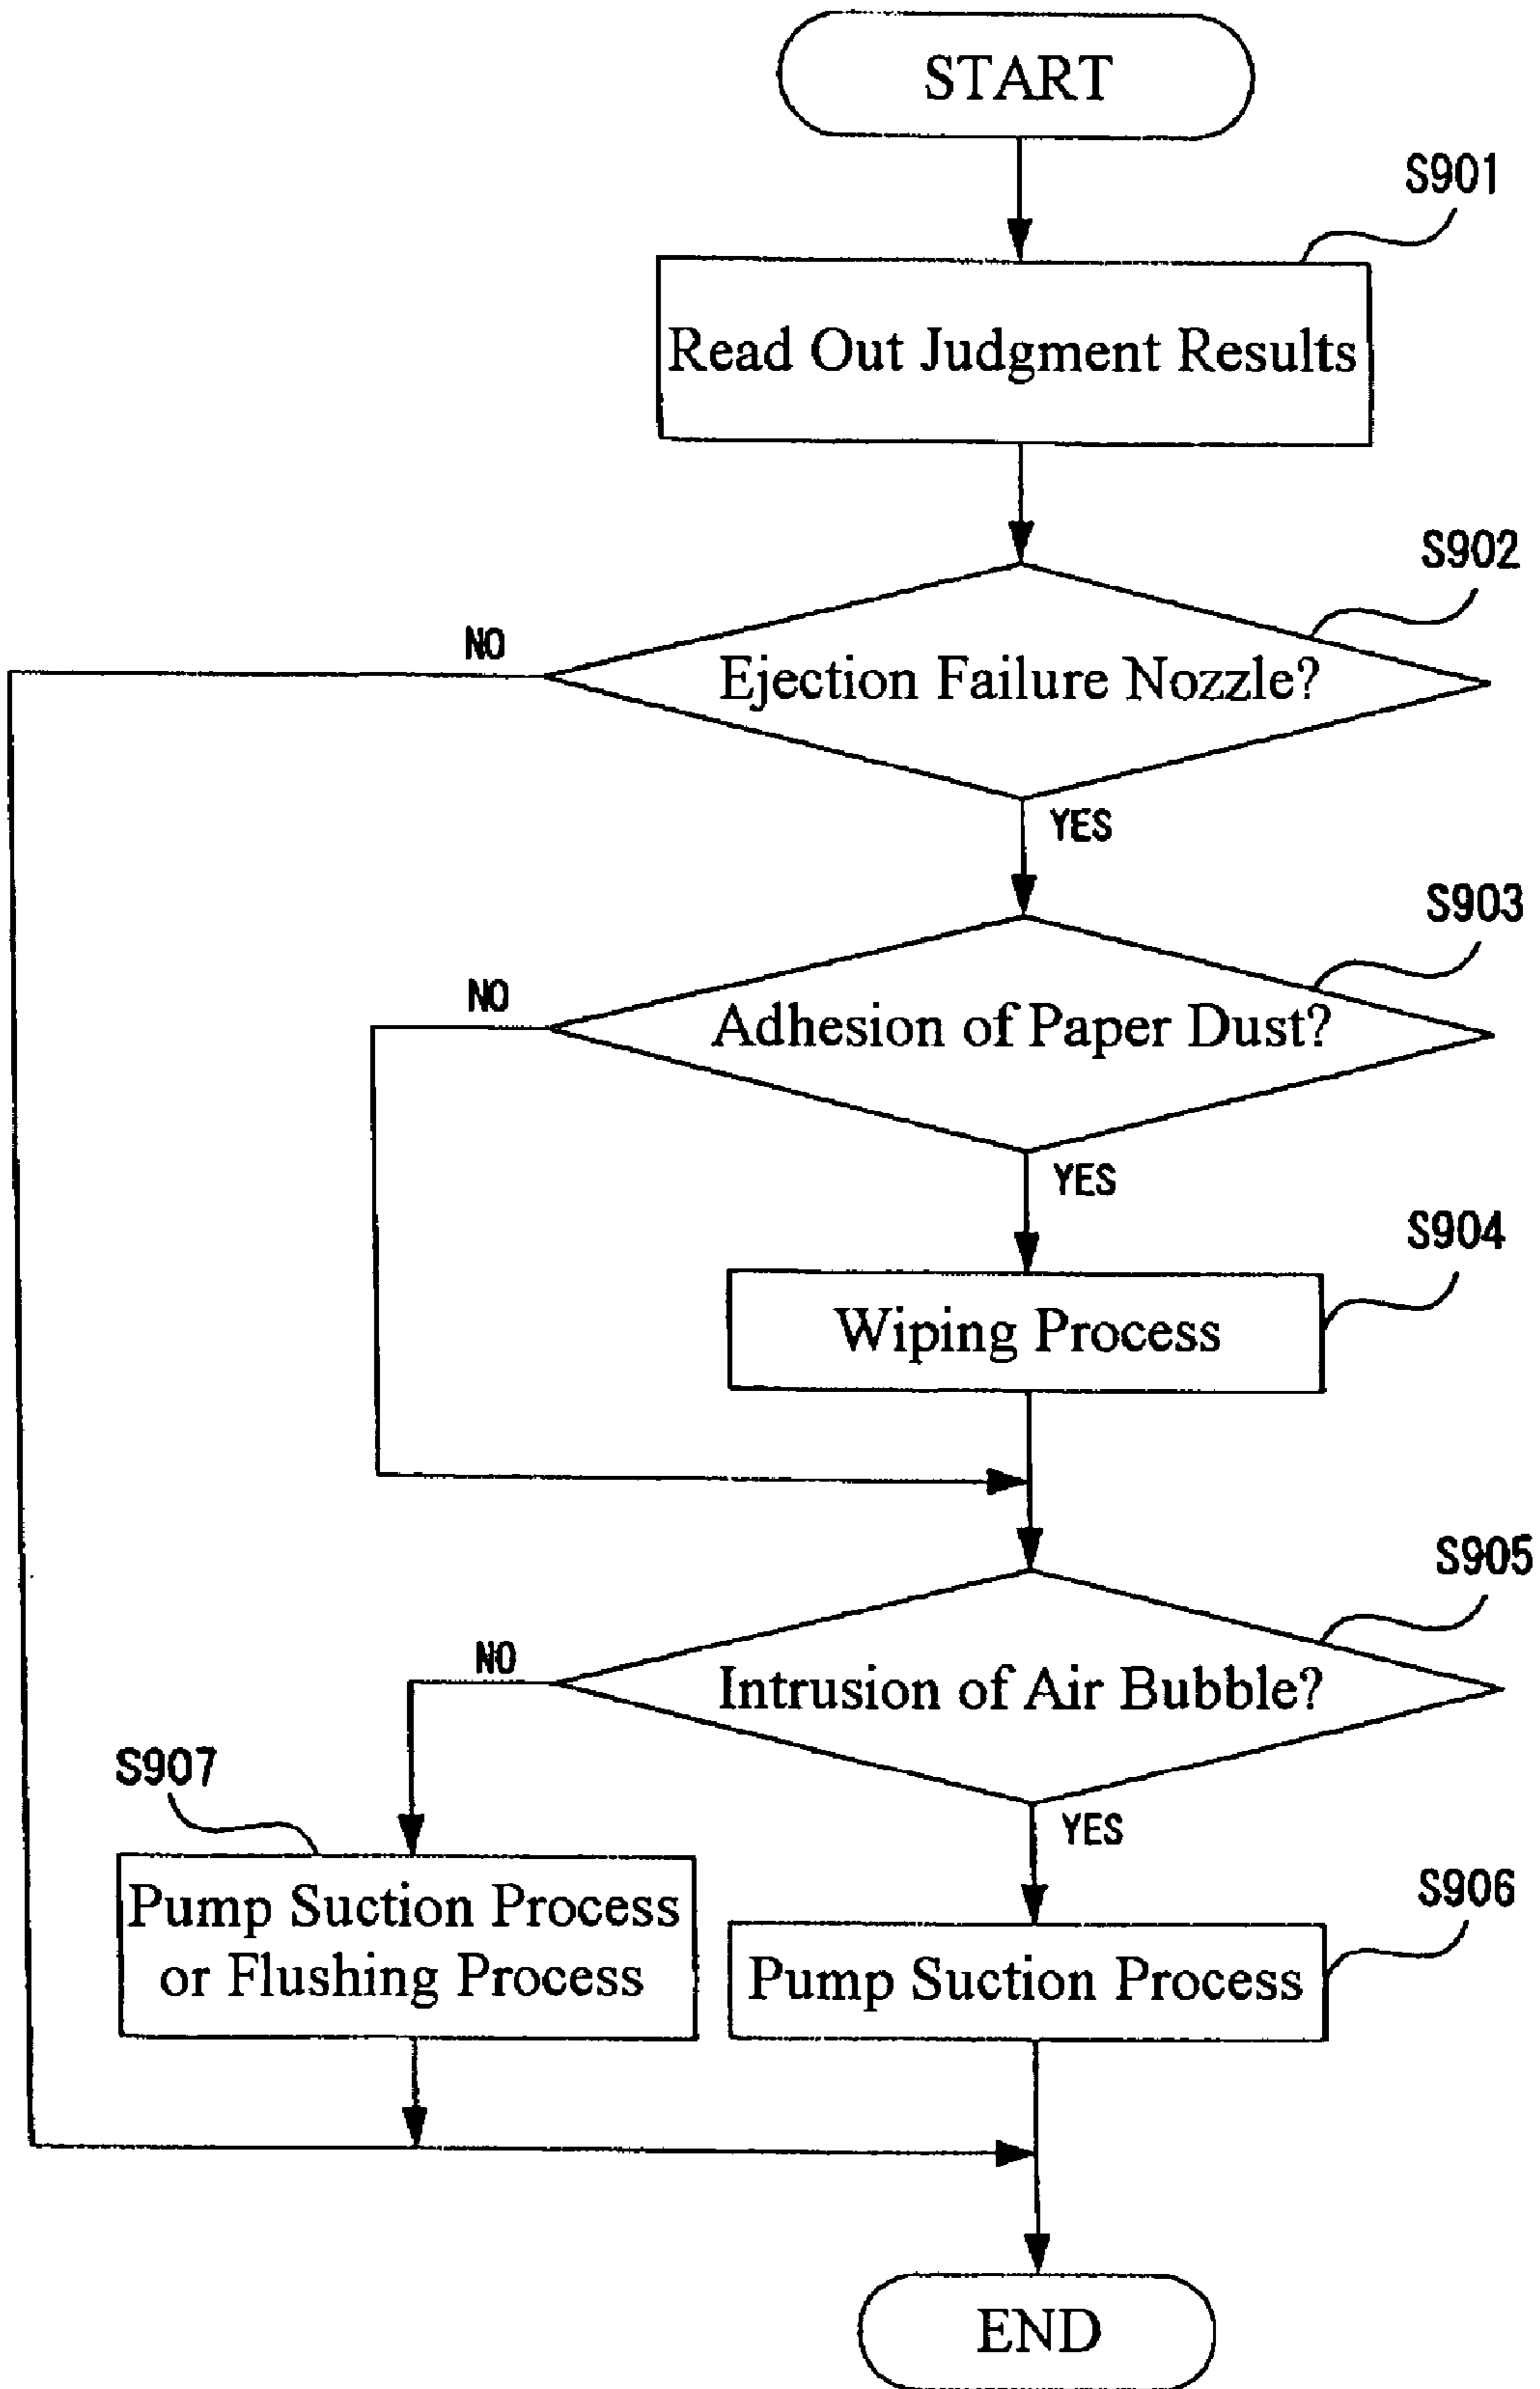 START
S901
Read Out Judgment Results
S902
NO
Ejection Failure Nozzle?
YES
S903
NO
Adhesion of Paper Dust?
YES
S904
Wiping Process
S905
NO
Intrusion of Air Bubble?
S907
YES
Pump Suction Process
or Flushing Process
S906
Pump Suction Process
END